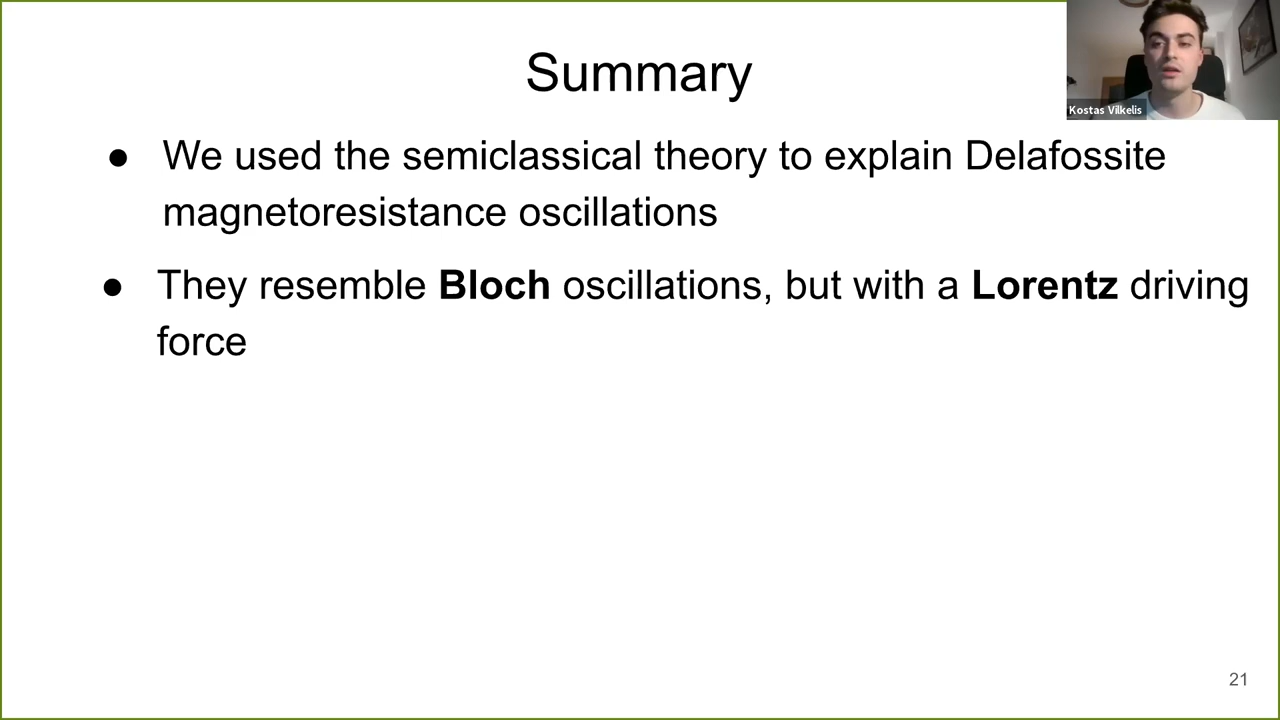 Summary
Kostas Vilkelis
● We used the semiclassical theory to explain Delafossite
magnetoresistance oscillations
● They resemble Bloch oscillations, but with a Lorentz driving
force
21